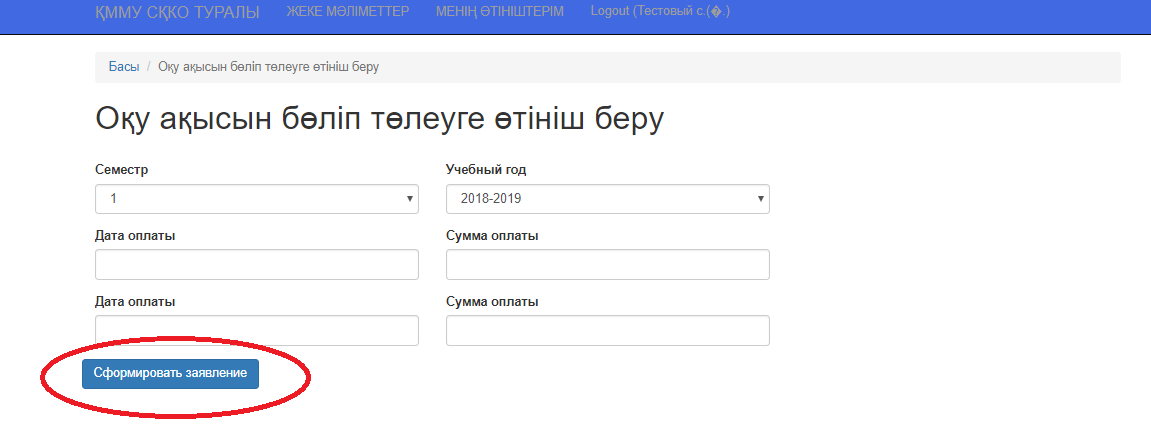 ҚММУ СҚКО ТУРАЛЫ ЖЕКЕ МӘЛІМЕТТЕР МЕНІҢ ӨТІНІШТЕРІМ Logout (Тестовый с.(�.)
Басы / Оқу ақысын бөліп төлеуге өтініш беру
Оқу ақысын бөліп төлеуге өтініш беру
Семестр Учебный год
1 2018-2019
Дата оплаты Сумма оплаты
Дата оплаты Сумма оплаты
Сформировать заявление